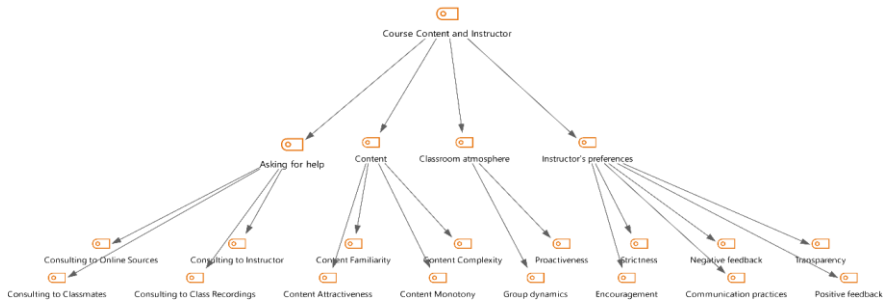 Course Content and Instructor
Asking for help
Content
Classroom atmosphere
Instructor's preferences
Consulting to Online Sources
Consulting to Instructor
Content Familiarity
Content Complexity
Proactiveness
Strictness
Negative feedback
Transparency
Consulting to Classmates
Consulting to Class Recordings
Content Attractiveness
Content Monotony
Group dynamics
Encouragement
Communication practices
Positive feedback